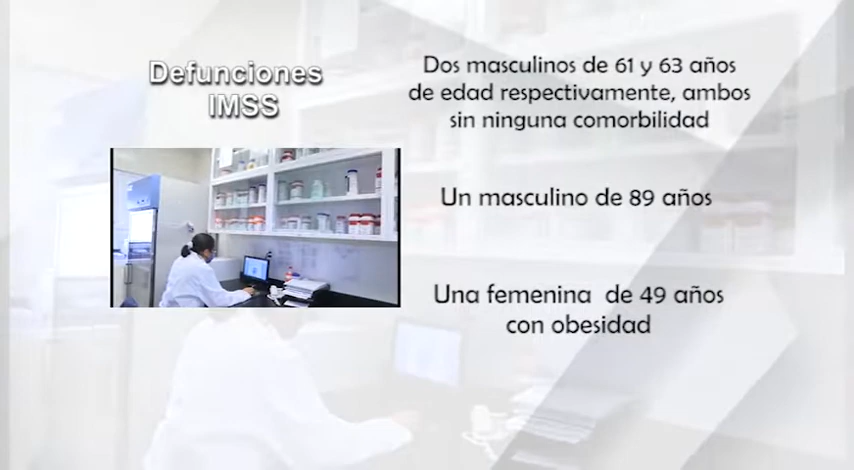 Defunciones
IMSS
Dos masculinos de 61 y 63 años
de edad respectivamente, ambos
sin ninguna comorbilidad
Un masculino de 89 años
Una femenina de 49 años
con obesidad